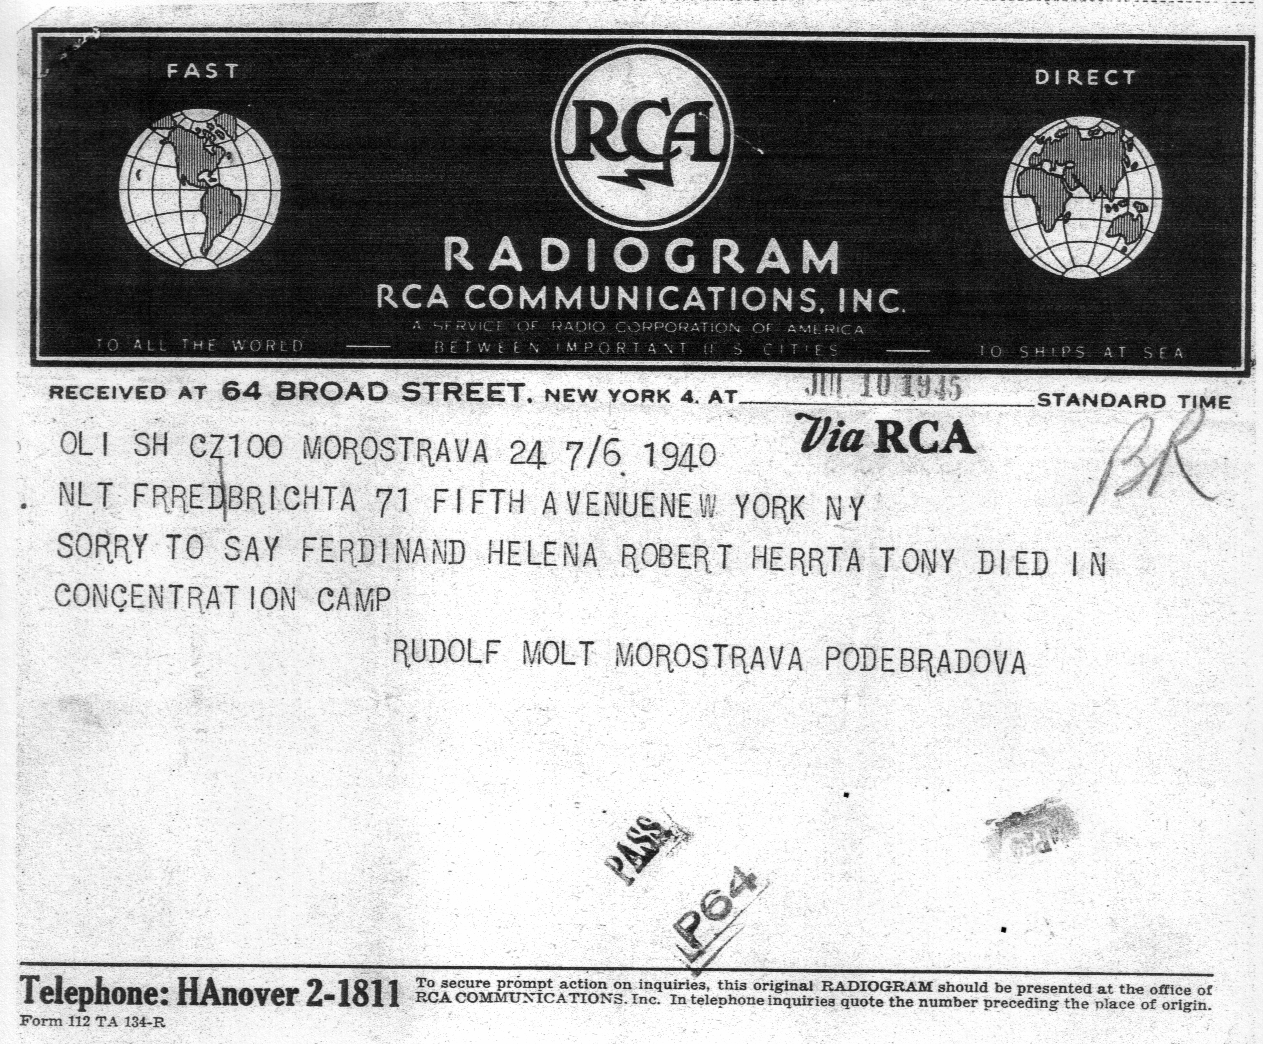 FAST
DIRECT
RCA
RADIOGRAM
RCA COMMUNICATIONS, INC.
A SERVICE OF RADIO CORPORATION OF AMERICA
TO ALL THE WORLD —— BETWEEN IMPORTANT U S CITIES —— TO SHIPS AT SEA
RECEIVED AT 64 BROAD STREET, NEW YORK 4, AT 10 1945 STANDARD TIME
Via RCA
BR
OLI SH CZ100 MOROSTRAVA 24 7/6 1940
NLT FRREDBRICHTA 71 FIFTH AVENUENEW YORK NY
SORRY TO SAY FERDINAND HELENA ROBERT HERRTA TONY DIED IN
CONCENTRATION CAMP
RUDOLF MOLT MOROSTRAVA PODEBRADOVA
PASS
P64
Telephone: HAnover 2-1811
To secure prompt action on inquiries, this original RADIOGRAM should be presented at the office of
RCA COMMUNICATIONS, Inc. In telephone inquiries quote the number preceding the place of origin.
Form 112 TA 134-R